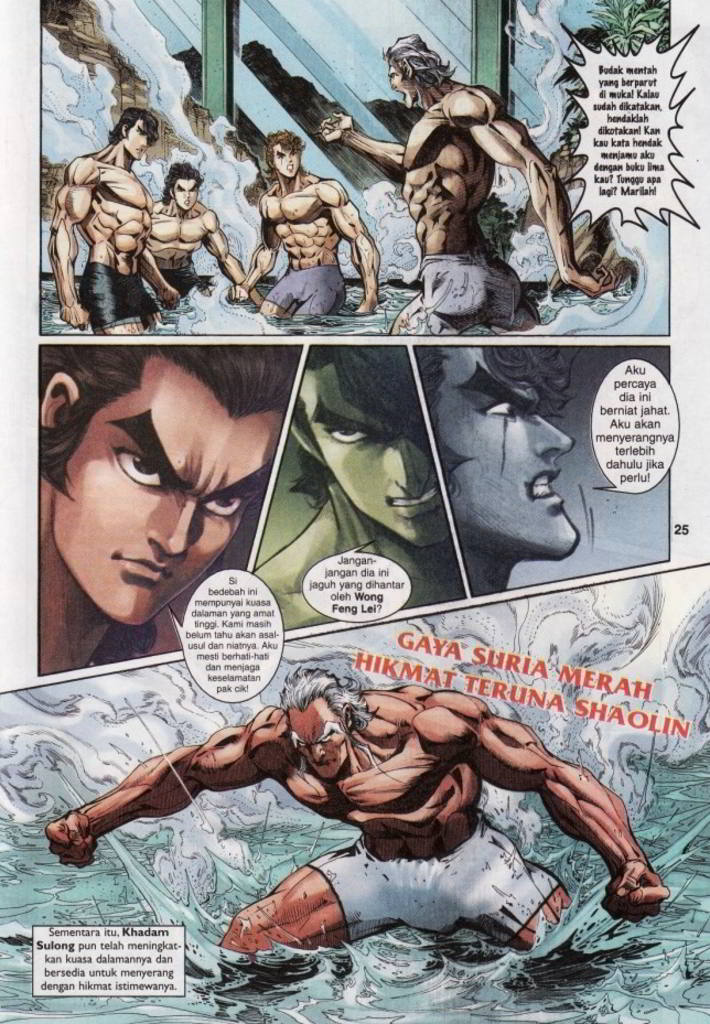 Budak mentah
yang berparut
di muka! Kalau
sudah dikatakan,
hendaklah
dikotakan! Kan
kau kata hendak
menjamu aku
dengan buku lima
kau? Tunggu apa
lagi? Marilah!
Aku
percaya
dia ini
berniat jahat.
Aku akan
menyerangnya
terlebih
dahulu jika
perlu!
25
Si
bedebah ini
mempunyai kuasa
dalaman yang amat
tinggi. Kami masih
belum tahu akan asal-
usul dan niatnya. Aku
mesti berhati-hati
dan menjaga
keselamatan
pak cik!
Jangan-
jangan dia ini
jaguh yang dihantar
oleh Wong
Feng Lei?
GAYA SURIA MERAH
HIKMAT TERUNA SHAOLIN
Sementara itu, Khadam
Sulong pun telah meningkat-
kan kuasa dalamannya dan
bersedia untuk menyerang
dengan hikmat istimewanya.